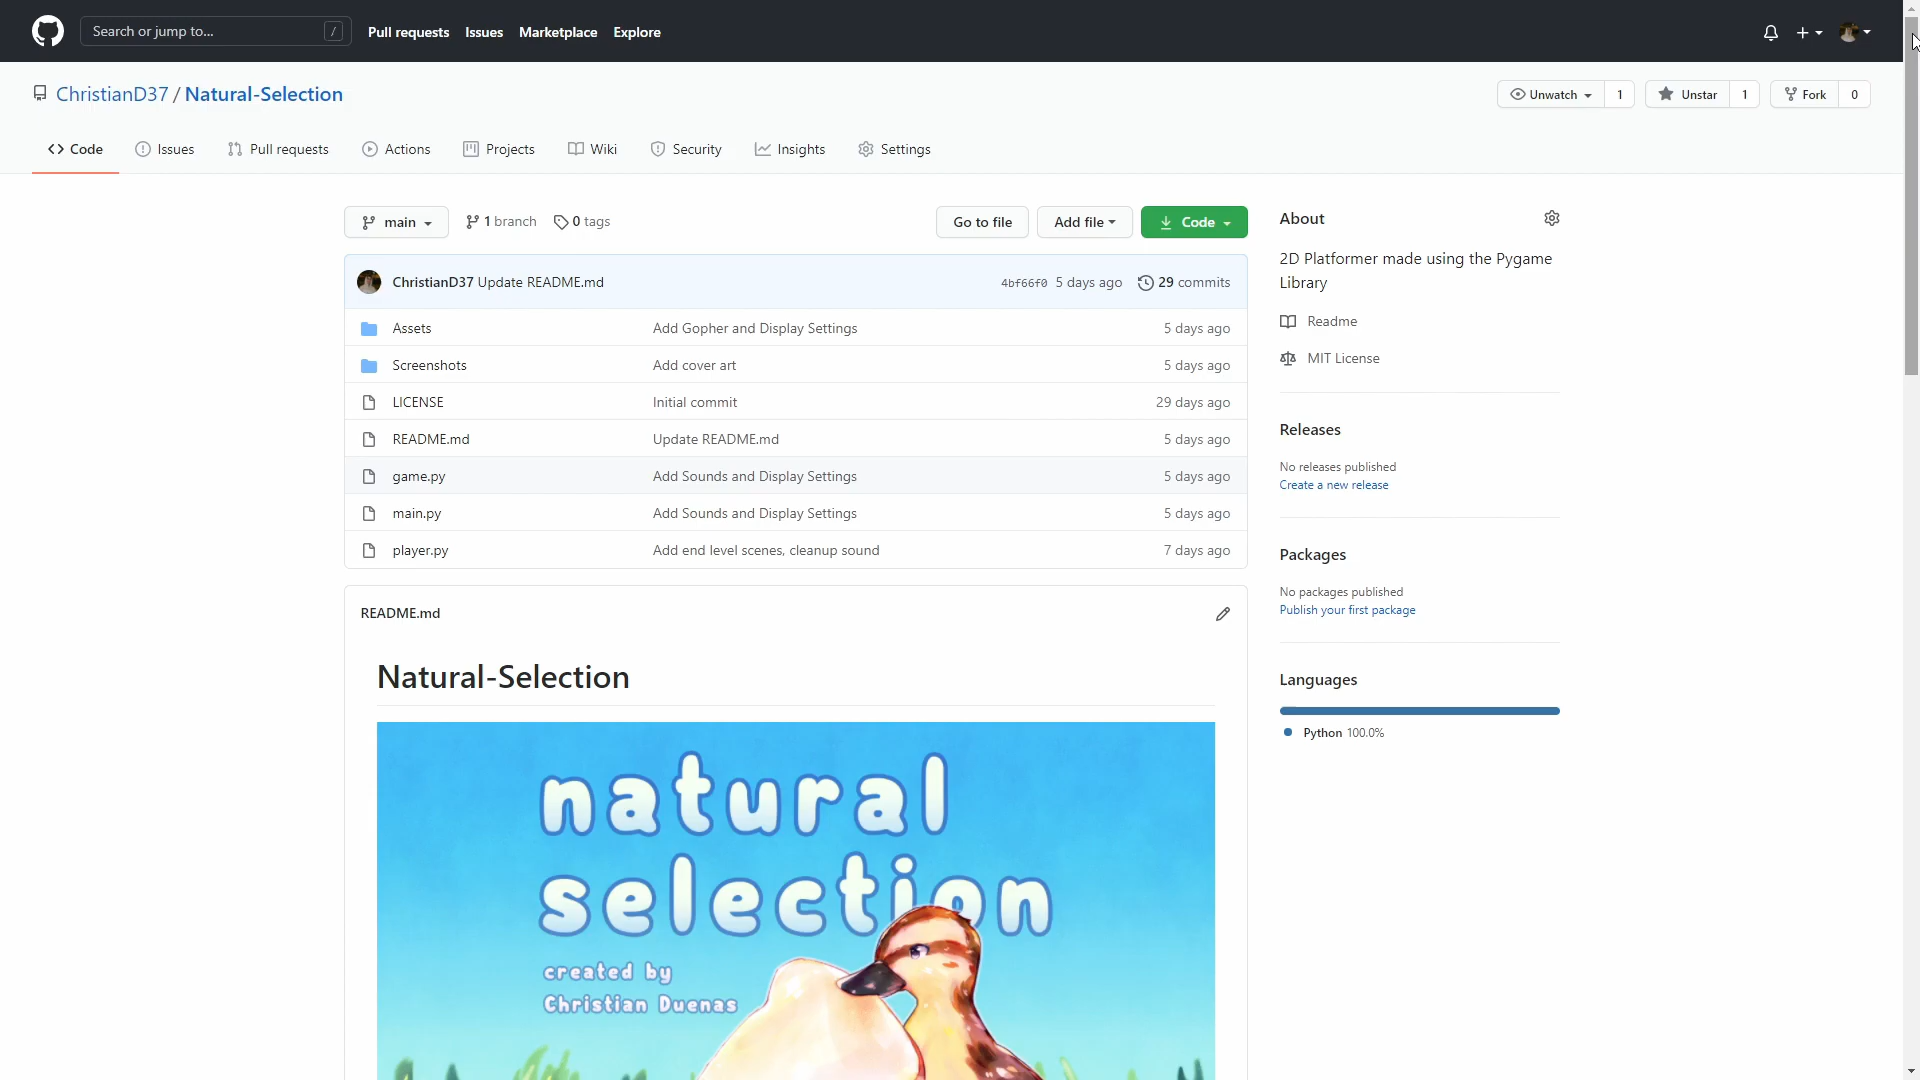 Search or jump to... /
Pull requests Issues Marketplace Explore
ChristianD37 / Natural-Selection
Unwatch 1 Unstar 1 Fork 0
Code Issues Pull requests Actions Projects Wiki Security Insights Settings
main 1 branch 0 tags Go to file Add file Code
ChristianD37 Update README.md 4bf66f0 5 days ago 29 commits
Assets Add Gopher and Display Settings 5 days ago
Screenshots Add cover art 5 days ago
LICENSE Initial commit 29 days ago
README.md Update README.md 5 days ago
game.py Add Sounds and Display Settings 5 days ago
main.py Add Sounds and Display Settings 5 days ago
player.py Add end level scenes, cleanup sound 7 days ago
README.md
Natural-Selection
natural
selection
created by
Christian Duenas
About
2D Platformer made using the Pygame
Library
Readme
MIT License
Releases
No releases published
Create a new release
Packages
No packages published
Publish your first package
Languages
Python 100.0%